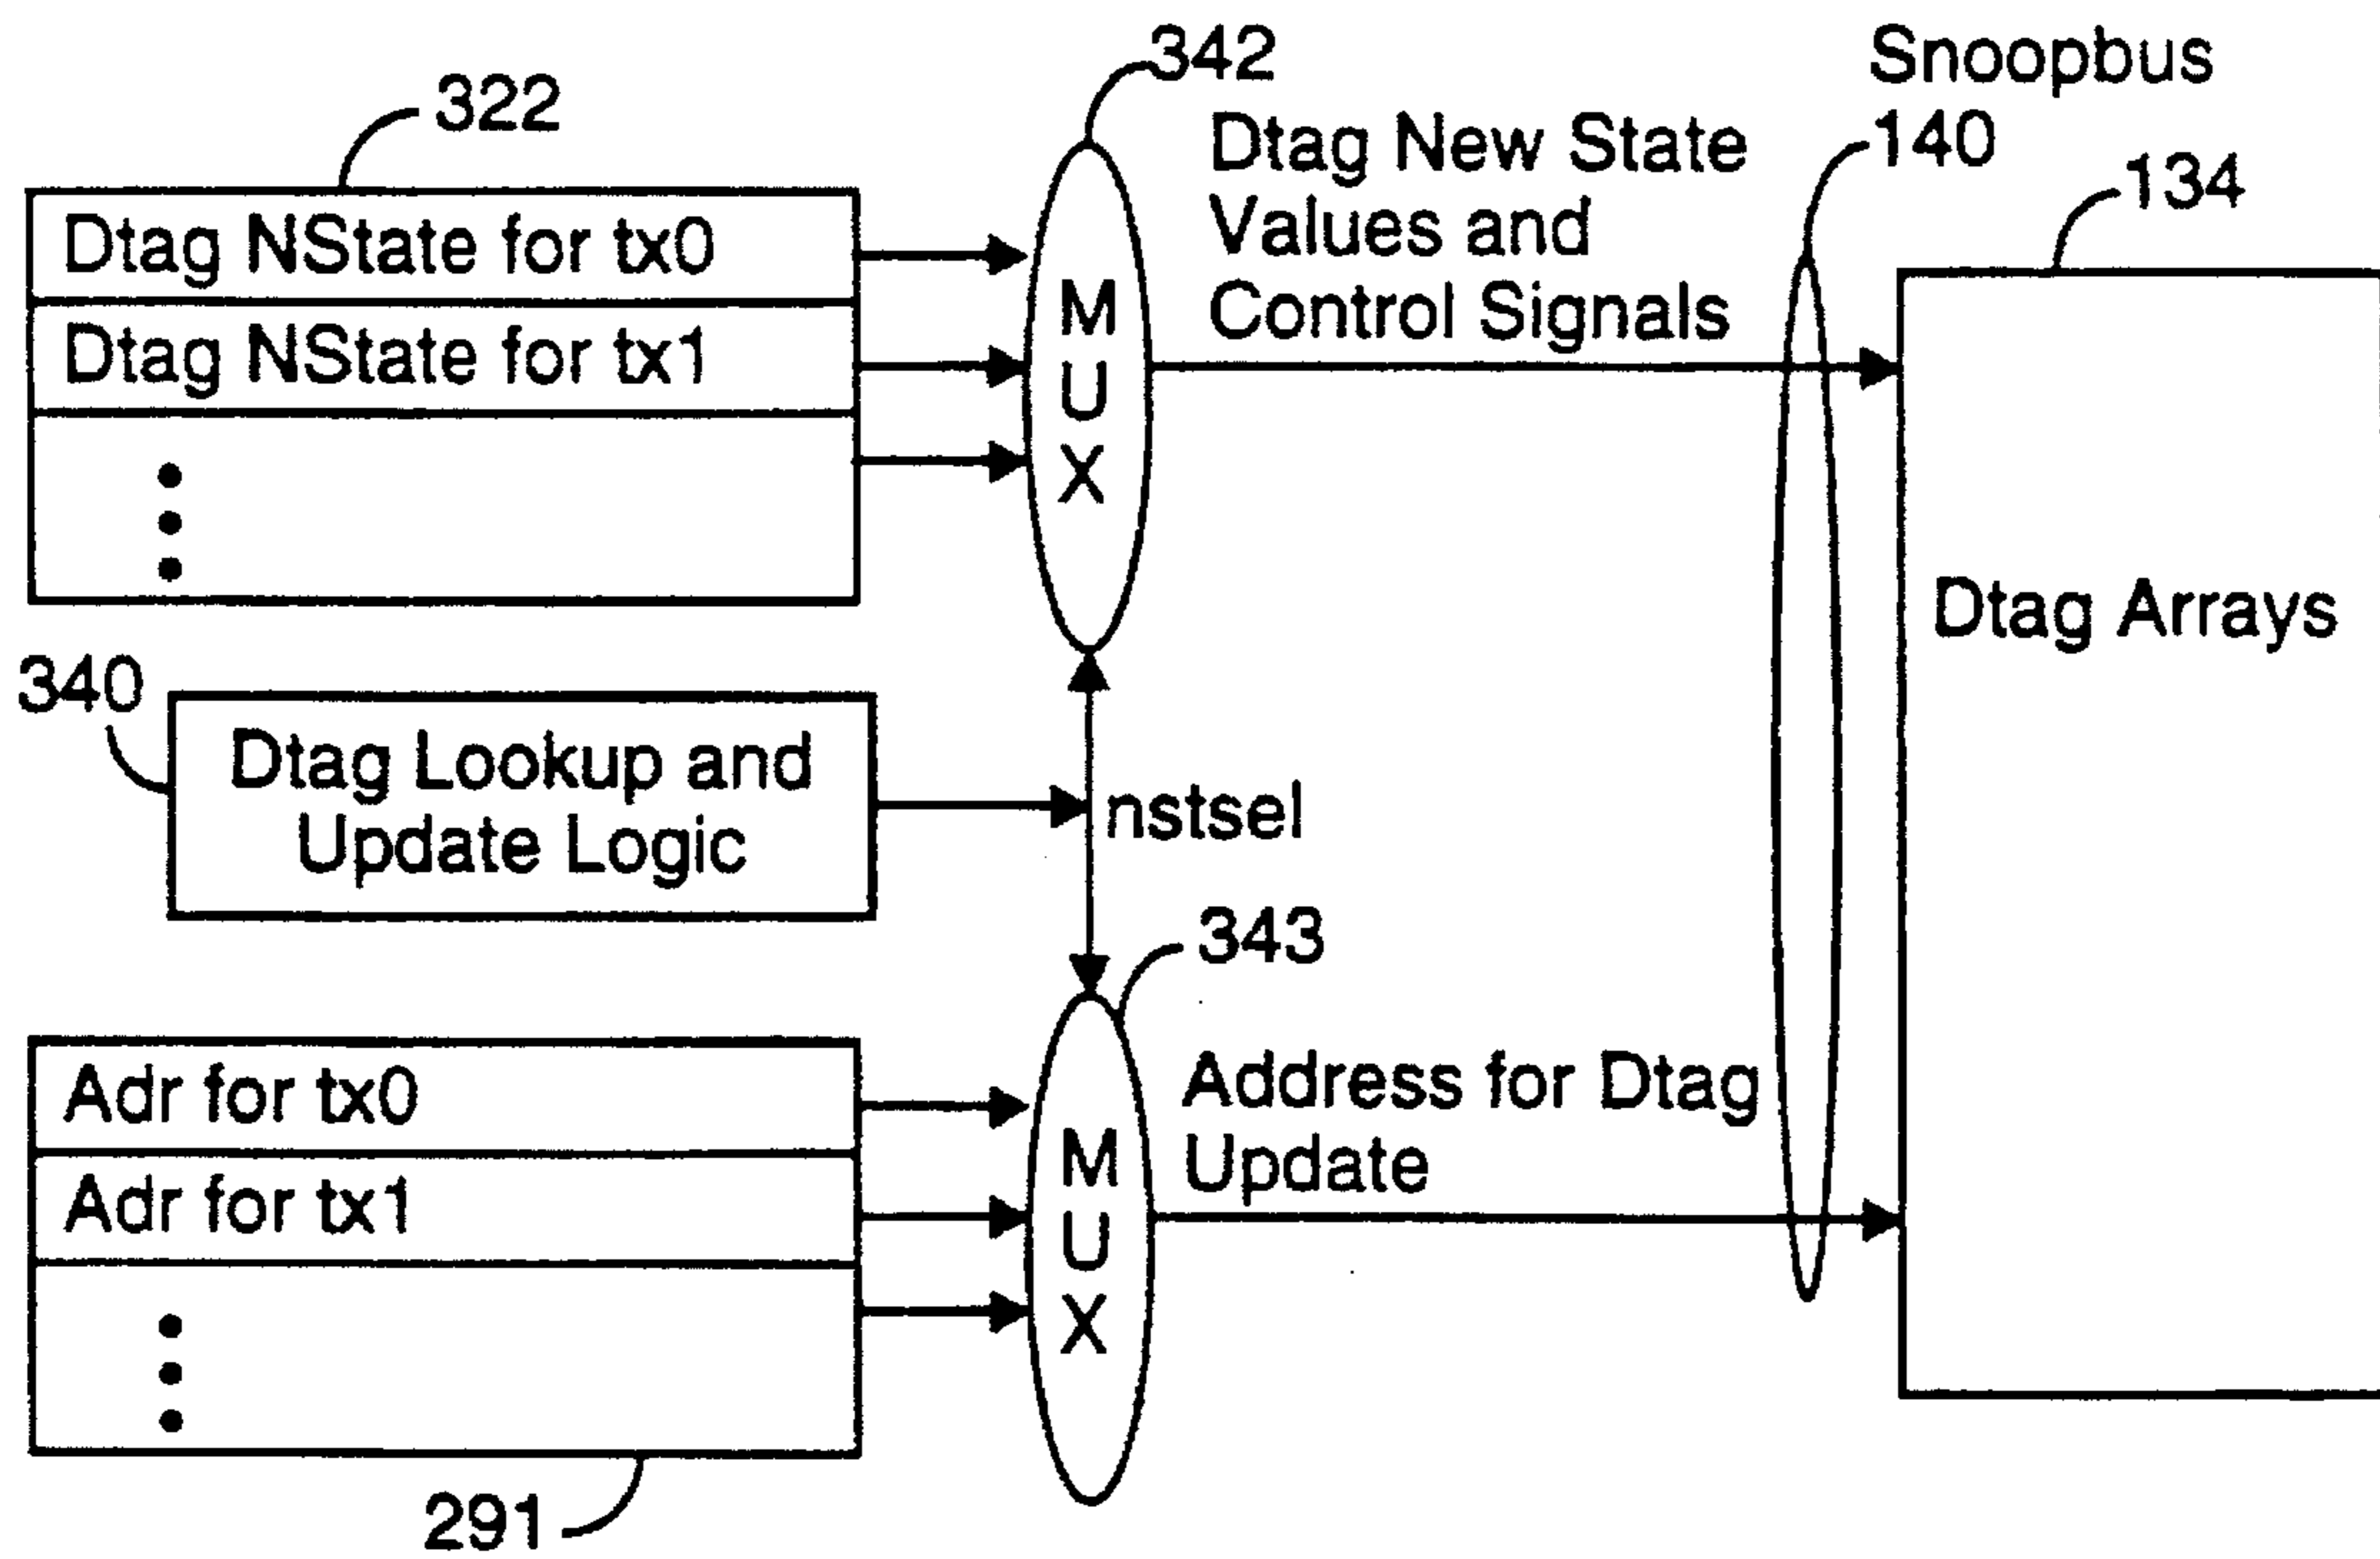 322
342
Snoopbus
140
134
Dtag New State
Values and
Control Signals
Dtag NState for tx0
Dtag NState for tx1
M
U
X
Dtag Arrays
340
Dtag Lookup and
Update Logic
nstsel
343
Adr for tx0
Adr for tx1
M
U
X
Address for Dtag
Update
291